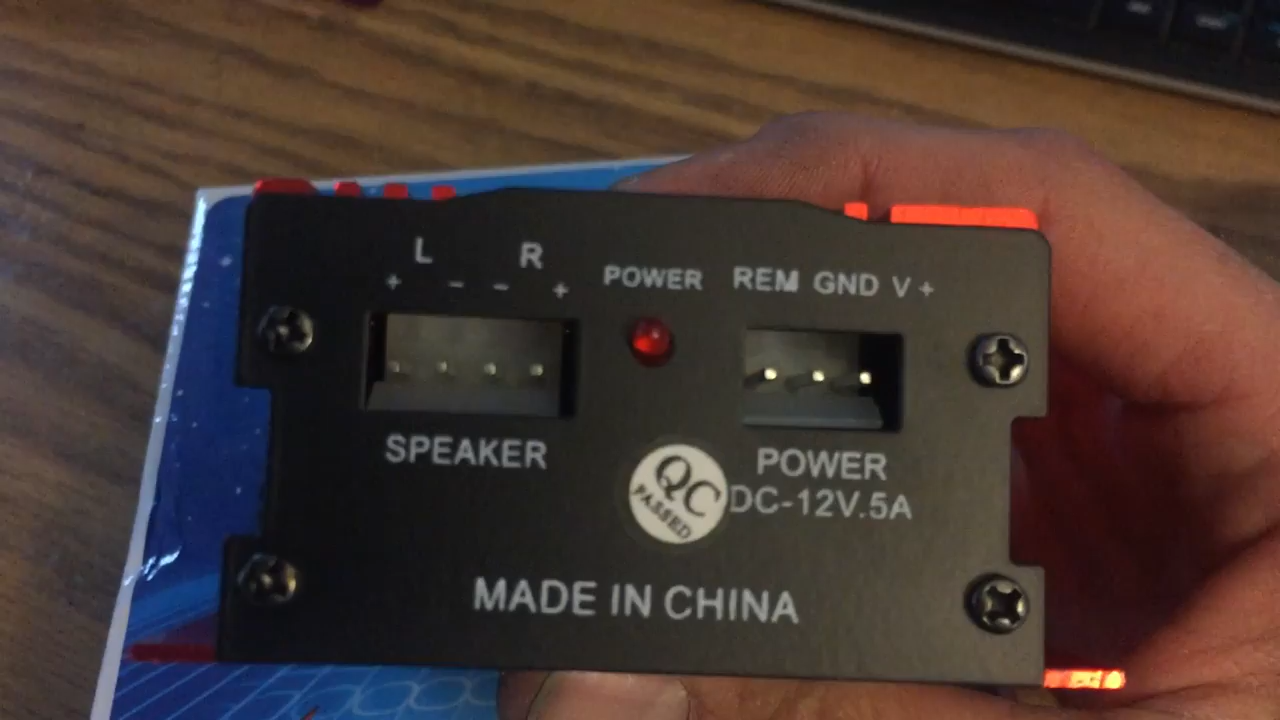 L R
+ − − +
POWER
REM GND V +
SPEAKER
POWER
DC-12V.5A
QC
PASSED
MADE IN CHINA